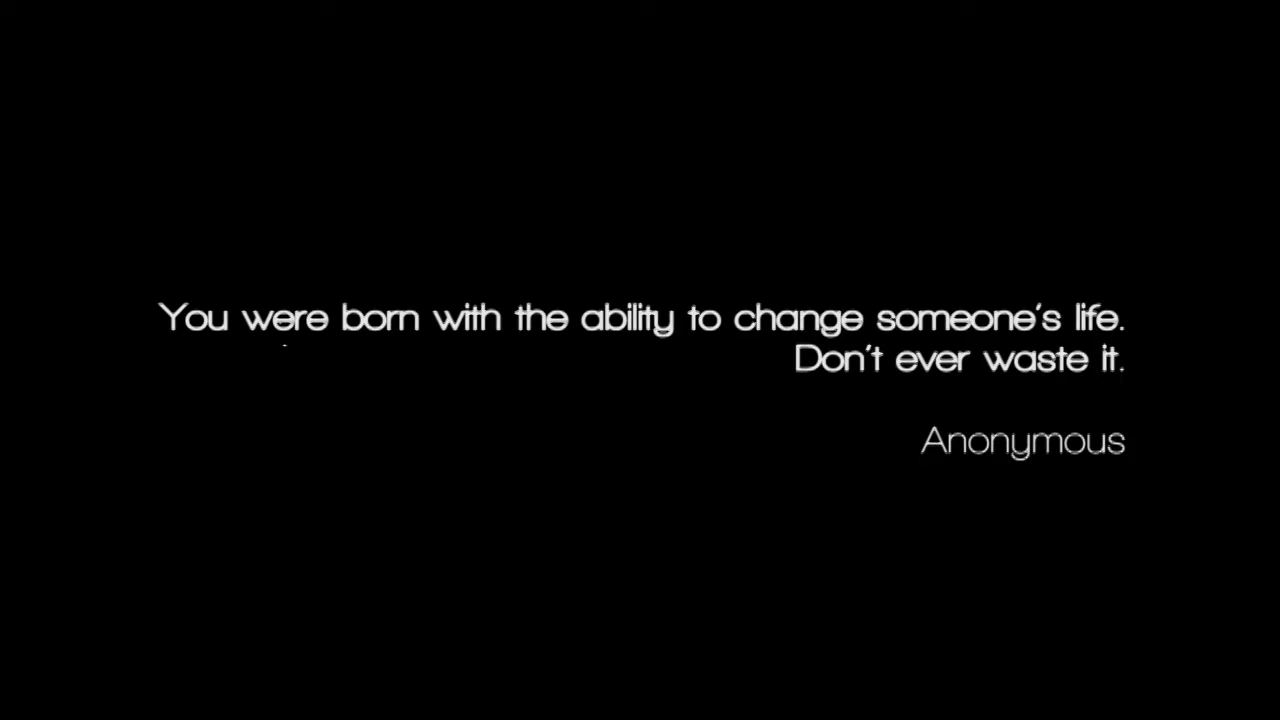 You were born with the ability to change someone's life.
Don't ever waste it.
Anonymous